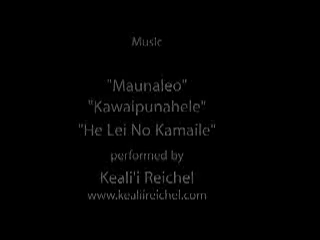 Music
"Maunaleo"
"Kawaipunahele"
"He Lei No Kamaile"
performed by
Keali'i Reichel
www.kealiireichel.com